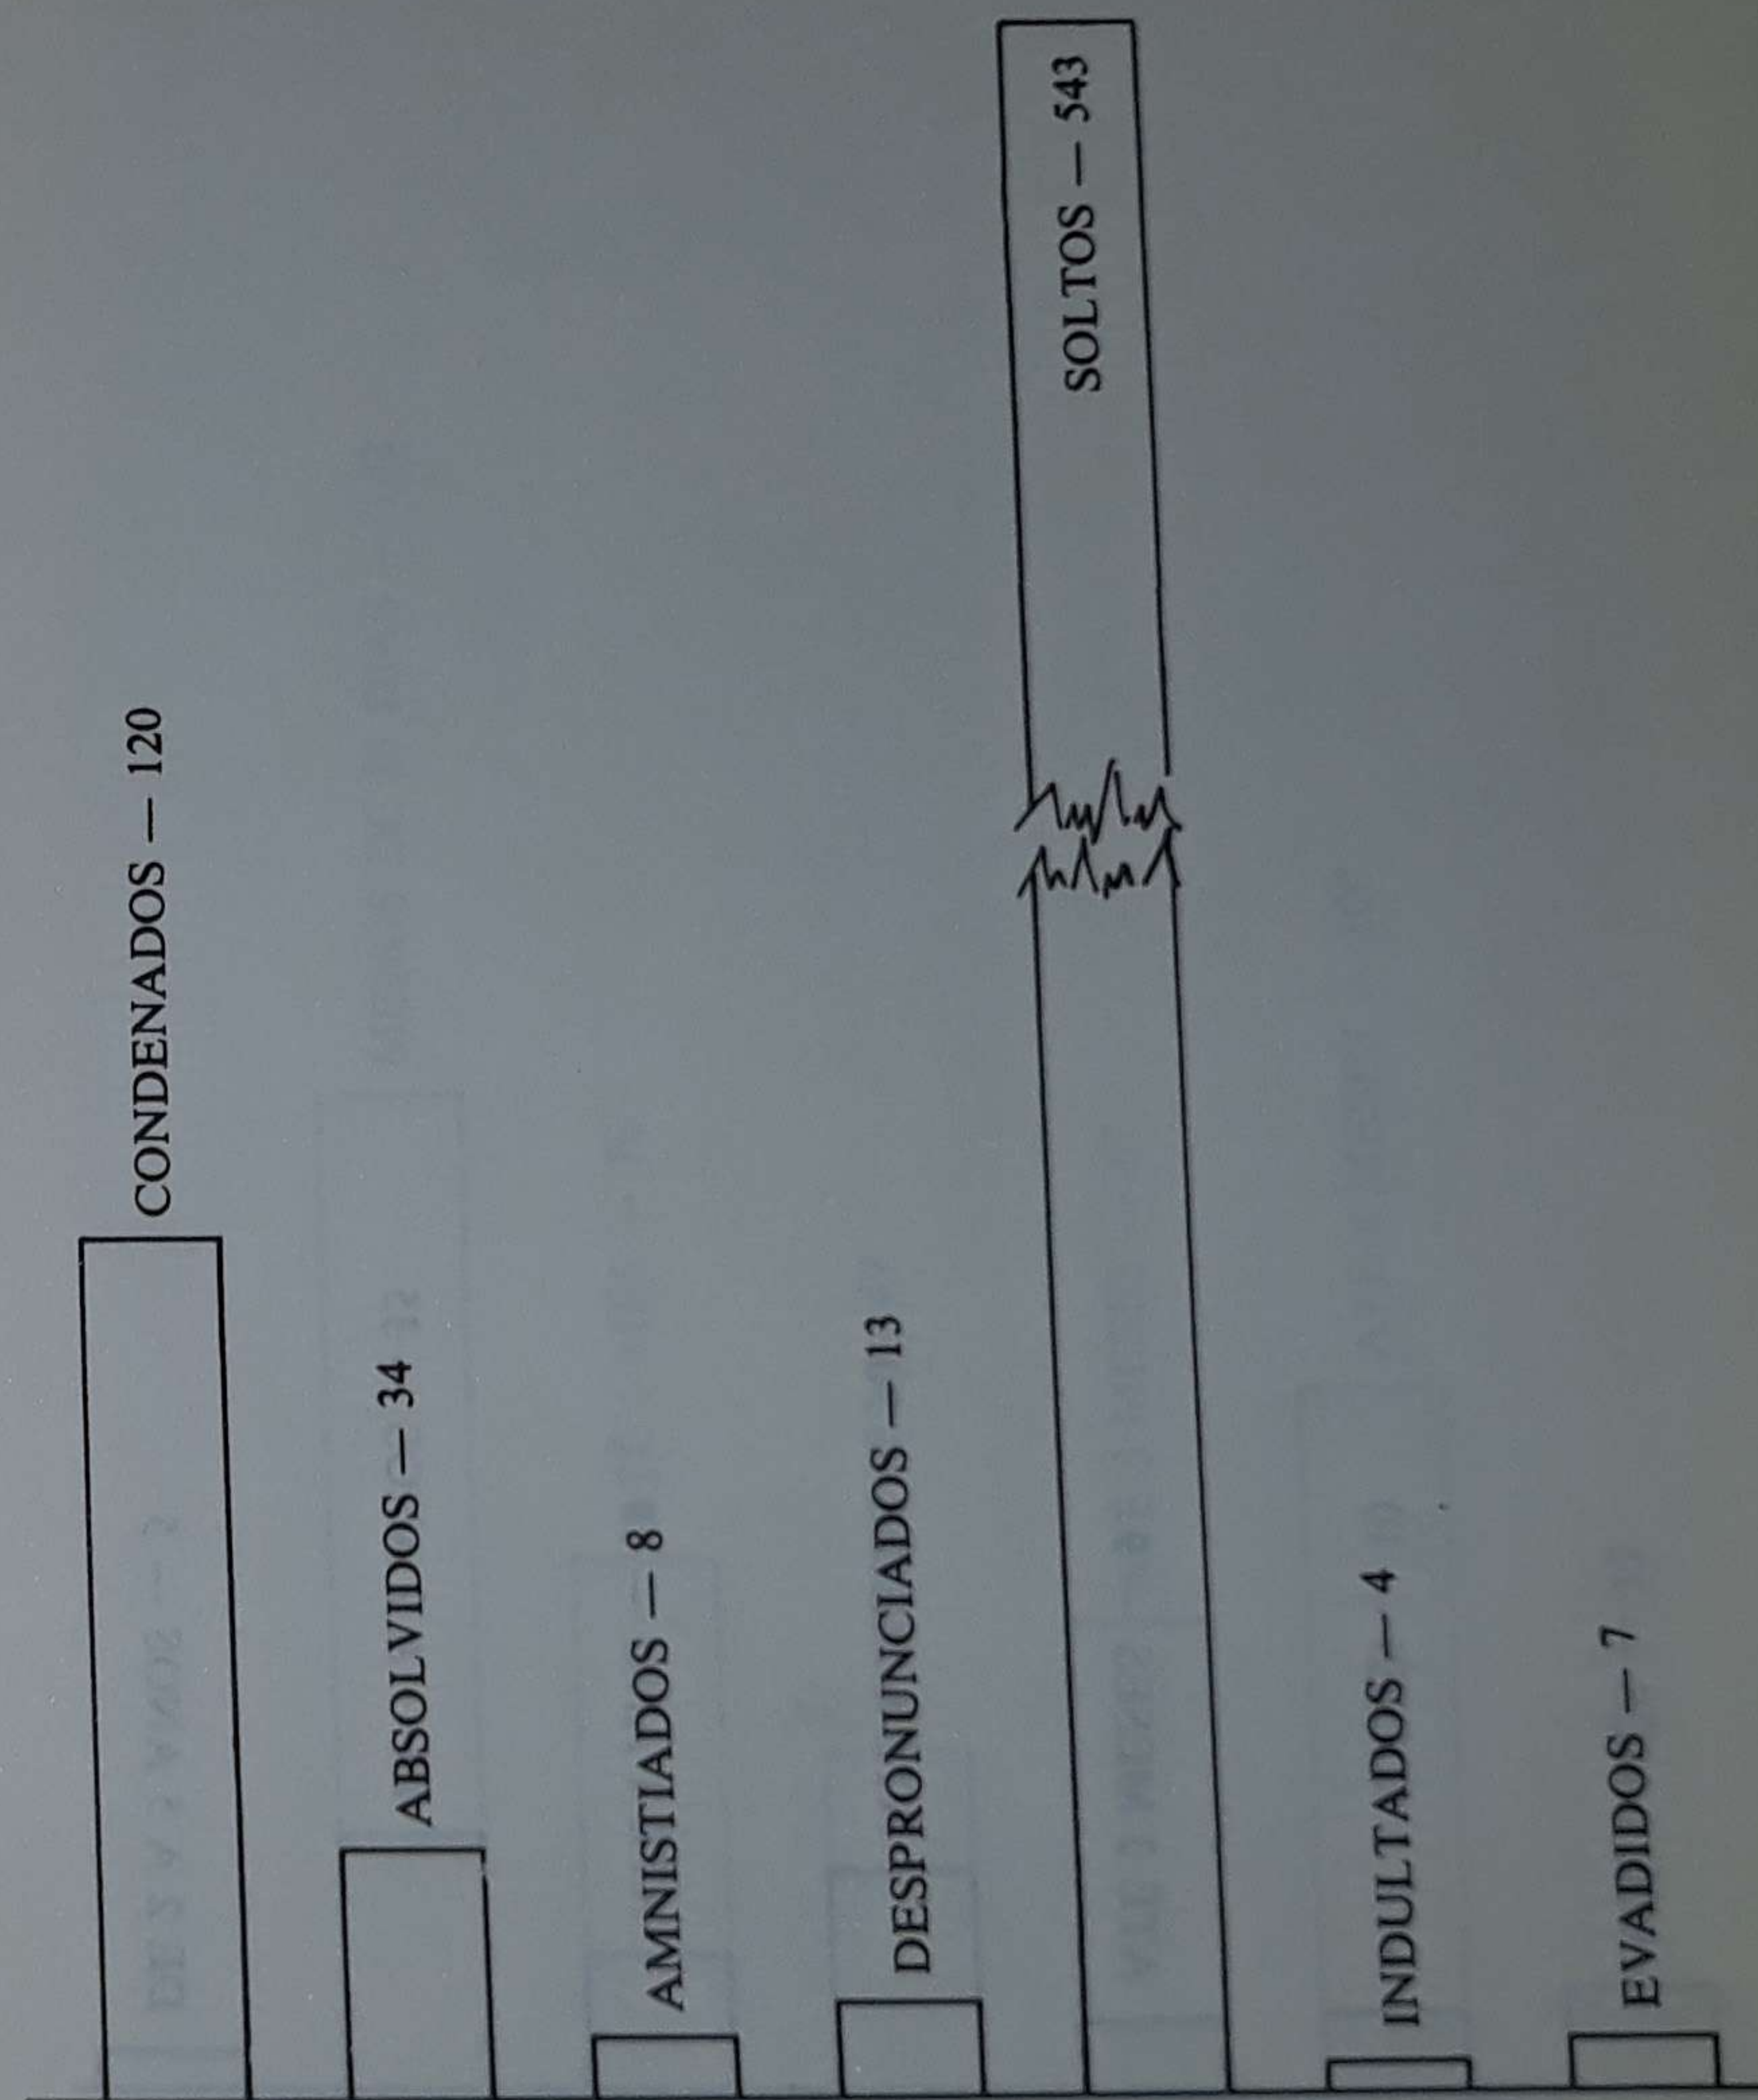 CONDENADOS — 120
ABSOLVIDOS — 34
AMNISTIADOS — 8
DESPRONUNCIADOS — 13
SOLTOS — 543
INDULTADOS — 4
EVADIDOS — 7